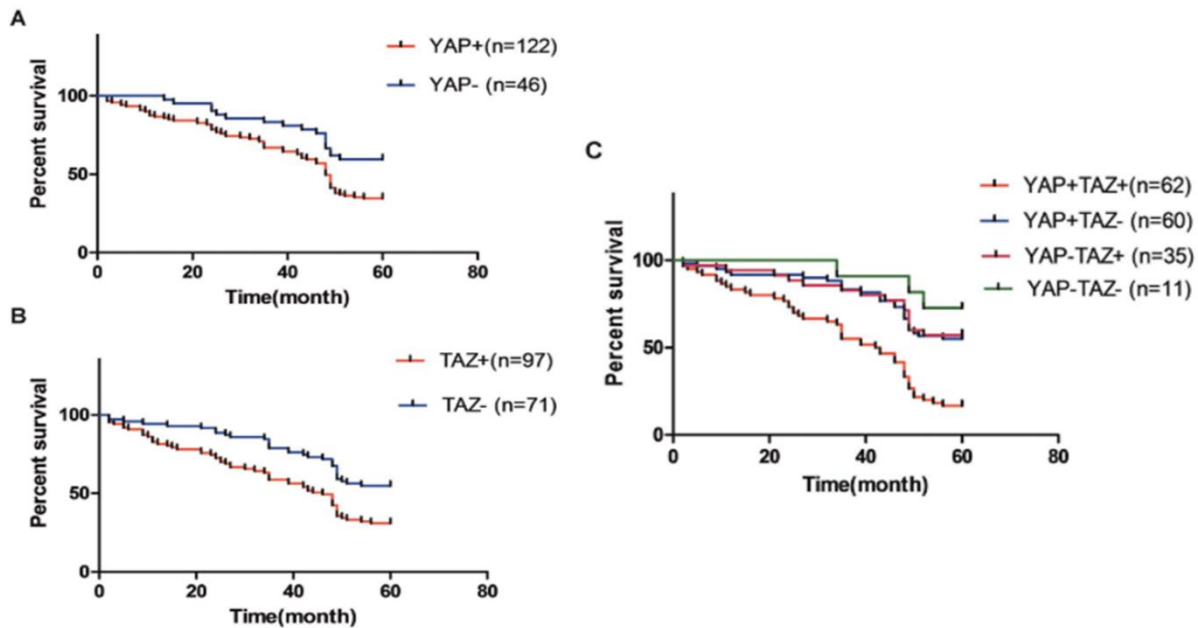 A
Percent survival
100
50
0
0 20 40 60 80
Time(month)
YAP+(n=122)
YAP- (n=46)
B
Percent survival
100
50
0
0 20 40 60 80
Time(month)
TAZ+(n=97)
TAZ- (n=71)
C
Percent survival
100
50
0
0 20 40 60 80
Time(month)
YAP+TAZ+(n=62)
YAP+TAZ- (n=60)
YAP-TAZ+ (n=35)
YAP-TAZ- (n=11)